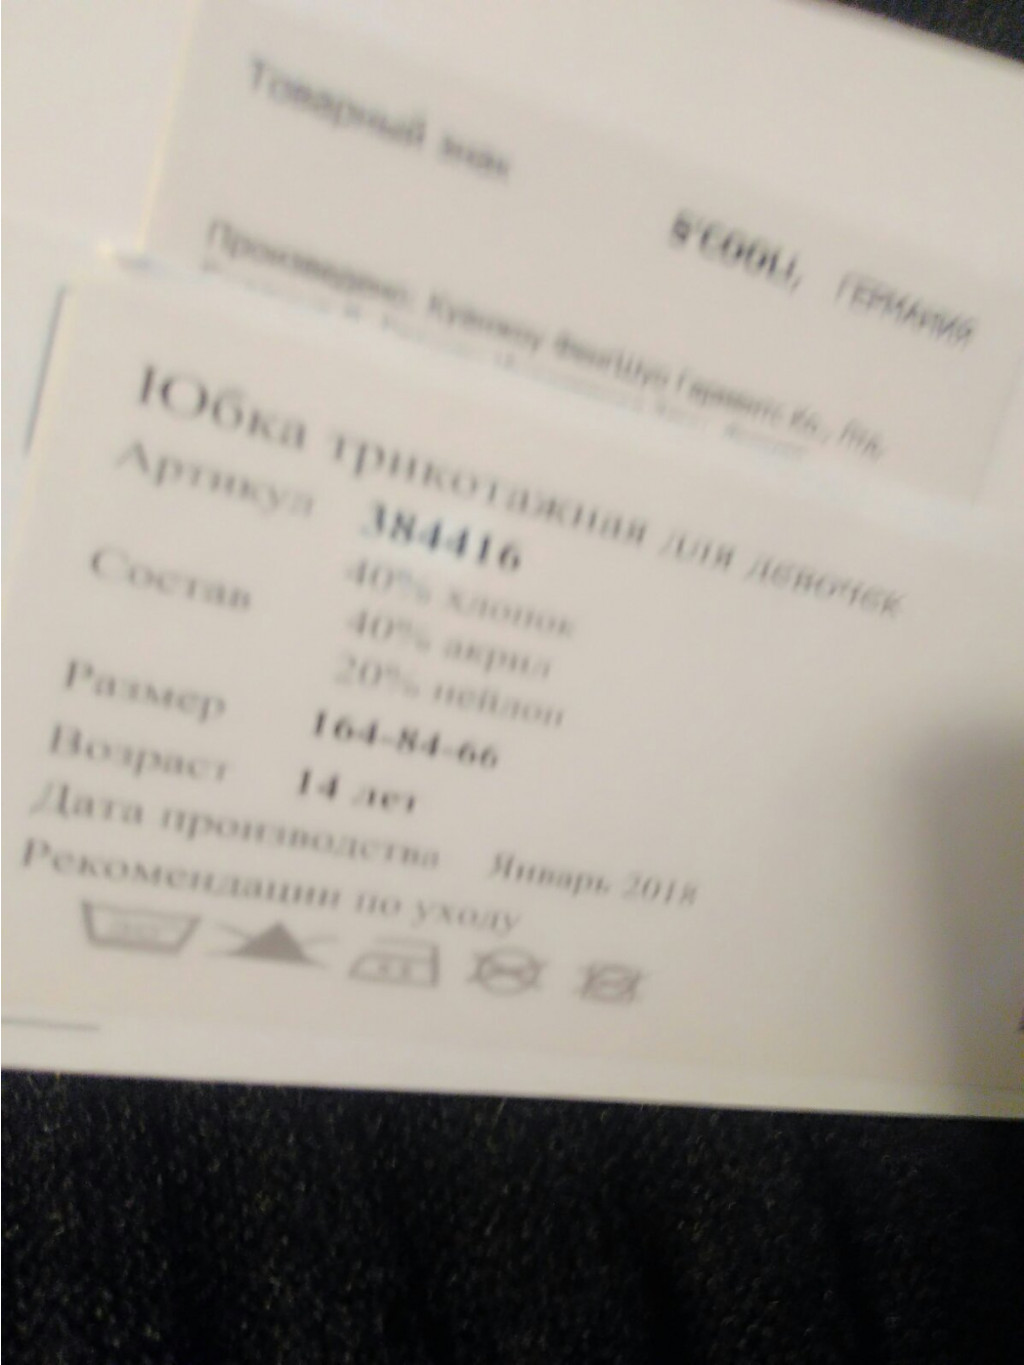 Товарный знак
S'COOL, ГЕРМАНИЯ
Произведено:
Юбка трикотажная для девочек
Артикул 384416
Состав 40% хлопок
40% акрил
20% нейлон
Размер 164-84-66
Возраст 14 лет
Дата производства Январь 2018
Рекомендации по уходу